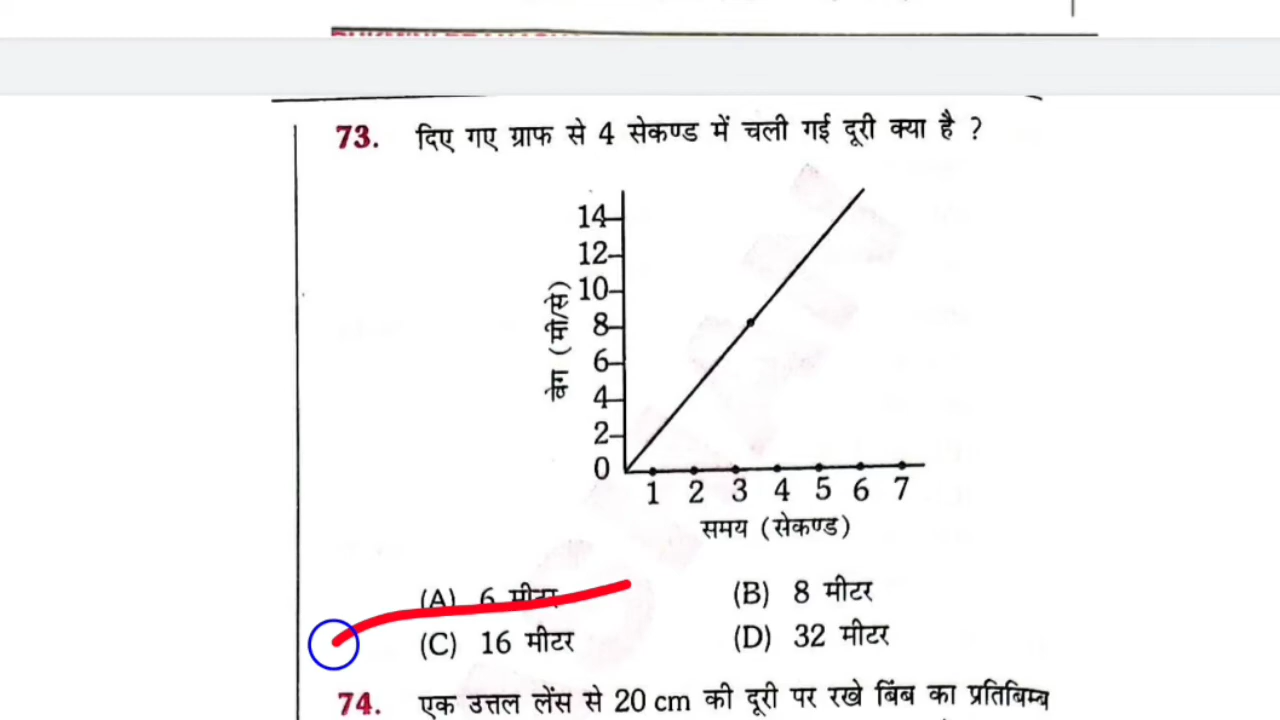 73. दिए गए ग्राफ से 4 सेकण्ड में चली गई दूरी क्या है ?
14
12
10
8
6
4
2
0
वेग (मी/से)
1 2 3 4 5 6 7
समय (सेकण्ड)
(A) 6 मीटर (B) 8 मीटर
(C) 16 मीटर (D) 32 मीटर
74. एक उत्तल लेंस से 20 cm की दूरी पर रखे बिंब का प्रतिबिम्ब